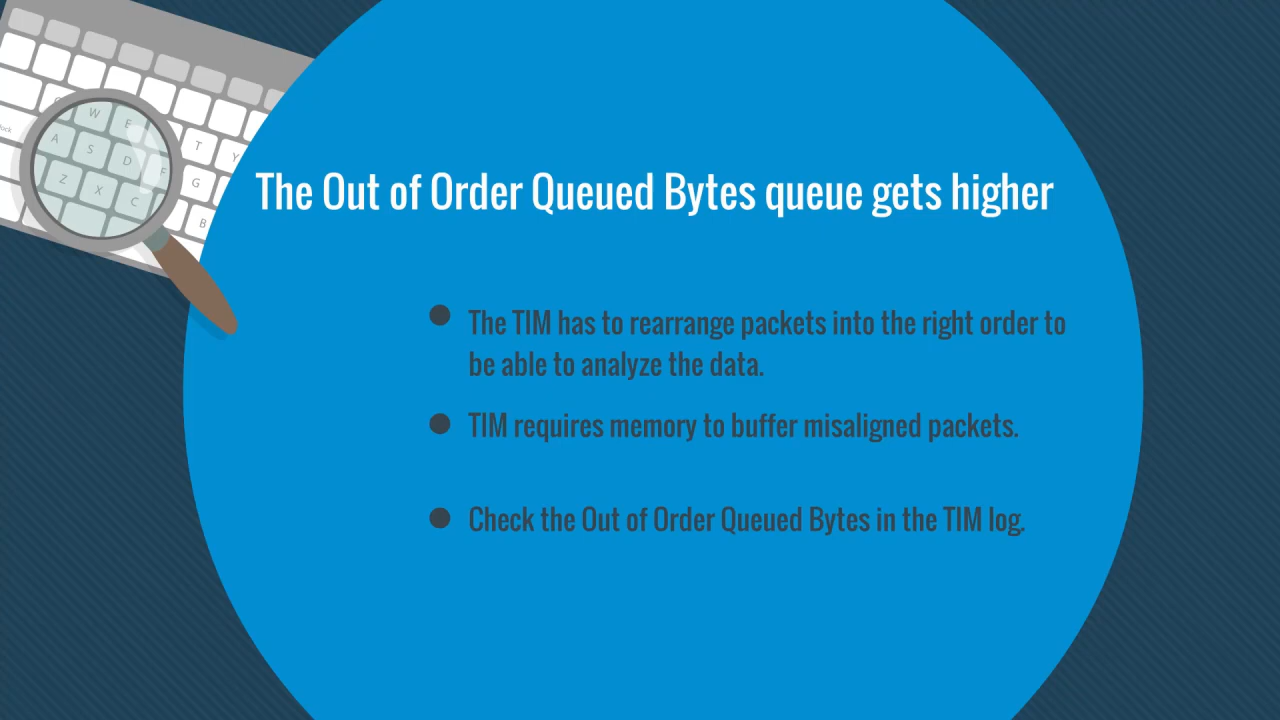 The Out of Order Queued Bytes queue gets higher
The TIM has to rearrange packets into the right order to
be able to analyze the data.
TIM requires memory to buffer misaligned packets.
Check the Out of Order Queued Bytes in the TIM log.
W E
T Y
A S D F
G
Z X C
B